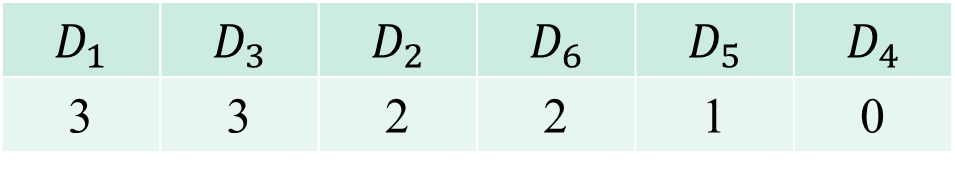 D₁ D₃ D₂ D₆ D₅ D₄
3 3 2 2 1 0